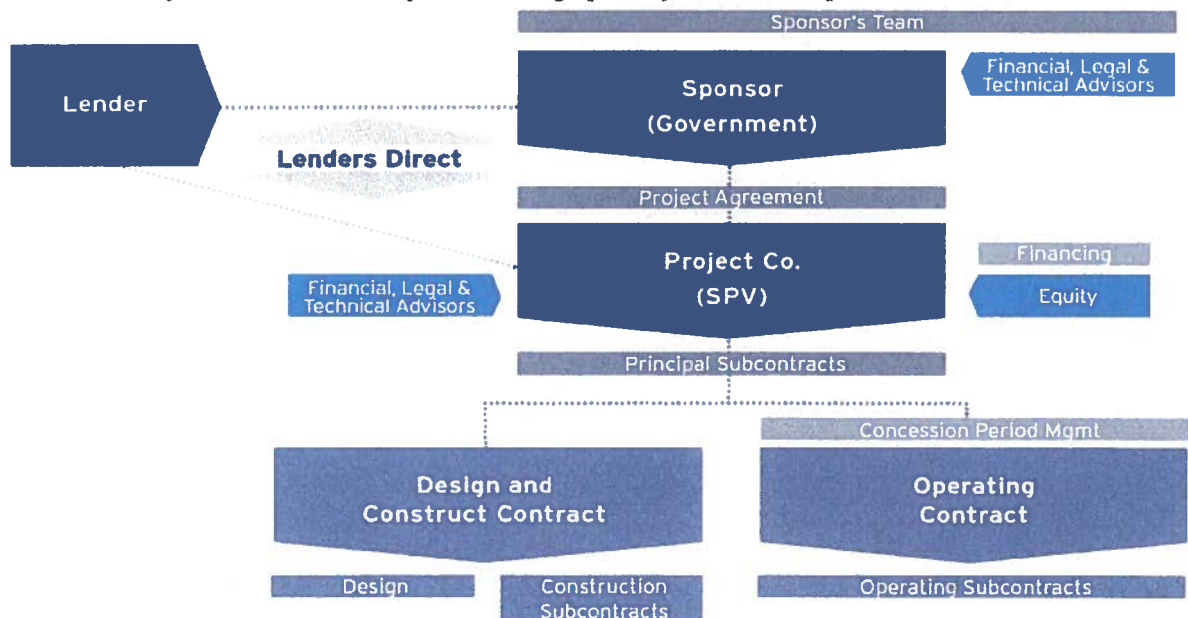 Sponsor's Team
Lender
Sponsor
(Government)
Financial, Legal &
Technical Advisors
Lenders Direct
Project Agreement
Project Co.
(SPV)
Financing
Equity
Financial, Legal &
Technical Advisors
Principal Subcontracts
Concession Period Mgmt
Design and
Construct Contract
Operating
Contract
Design
Construction
Subcontracts
Operating Subcontracts